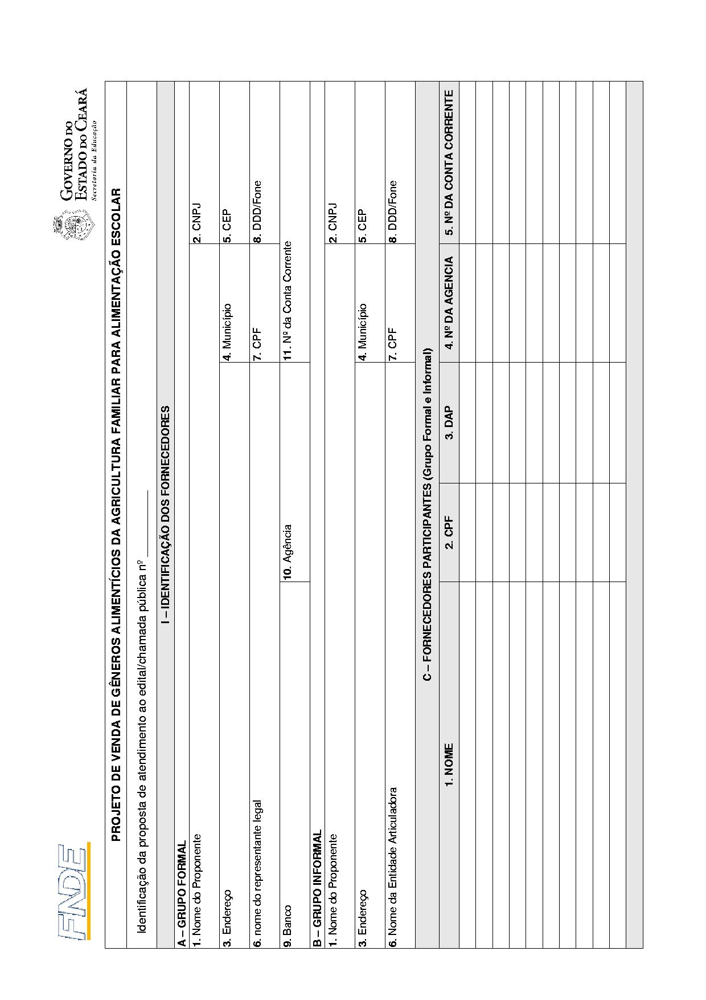 FNDE
GOVERNO DO
ESTADO DO CEARÁ
Secretaria da Educação
PROJETO DE VENDA DE GÊNEROS ALIMENTÍCIOS DA AGRICULTURA FAMILIAR PARA ALIMENTAÇÃO ESCOLAR
Identificação da proposta de atendimento ao edital/chamada pública nº __________
I – IDENTIFICAÇÃO DOS FORNECEDORES
A – GRUPO FORMAL
1. Nome do Proponente 2. CNPJ
3. Endereço 4. Município 5. CEP
6. nome do representante legal 7. CPF 8. DDD/Fone
9. Banco 10. Agência 11. Nº da Conta Corrente
B – GRUPO INFORMAL
1. Nome do Proponente 2. CNPJ
3. Endereço 4. Município 5. CEP
6. Nome da Entidade Articuladora 7. CPF 8. DDD/Fone
C – FORNECEDORES PARTICIPANTES (Grupo Formal e Informal)
1. NOME 2. CPF 3. DAP 4. Nº DA AGENCIA 5. Nº DA CONTA CORRENTE